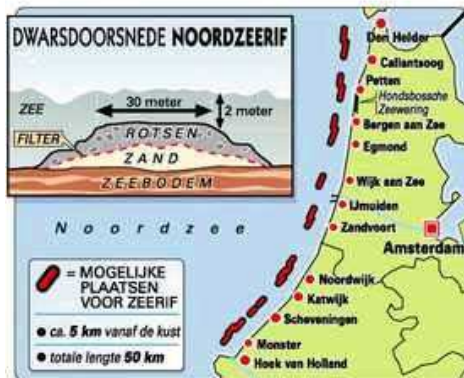 DWARSDOORSNEDE NOORDZEERIF
ZEE
30 meter
2 meter
FILTER
ROTSEN
ZAND
ZEEBODEM
Den Helder
Callantsoog
Petten
Hondsbossche
Zeewering
Bergen aan Zee
Egmond
Wijk aan Zee
IJmuiden
Zandvoort
Amsterdam
Noordzee
Noordwijk
Katwijk
Scheveningen
Monster
Hoek van Holland
= MOGELIJKE
PLAATSEN
VOOR ZEERIF
● ca. 5 km vanaf de kust
● totale lengte 50 km